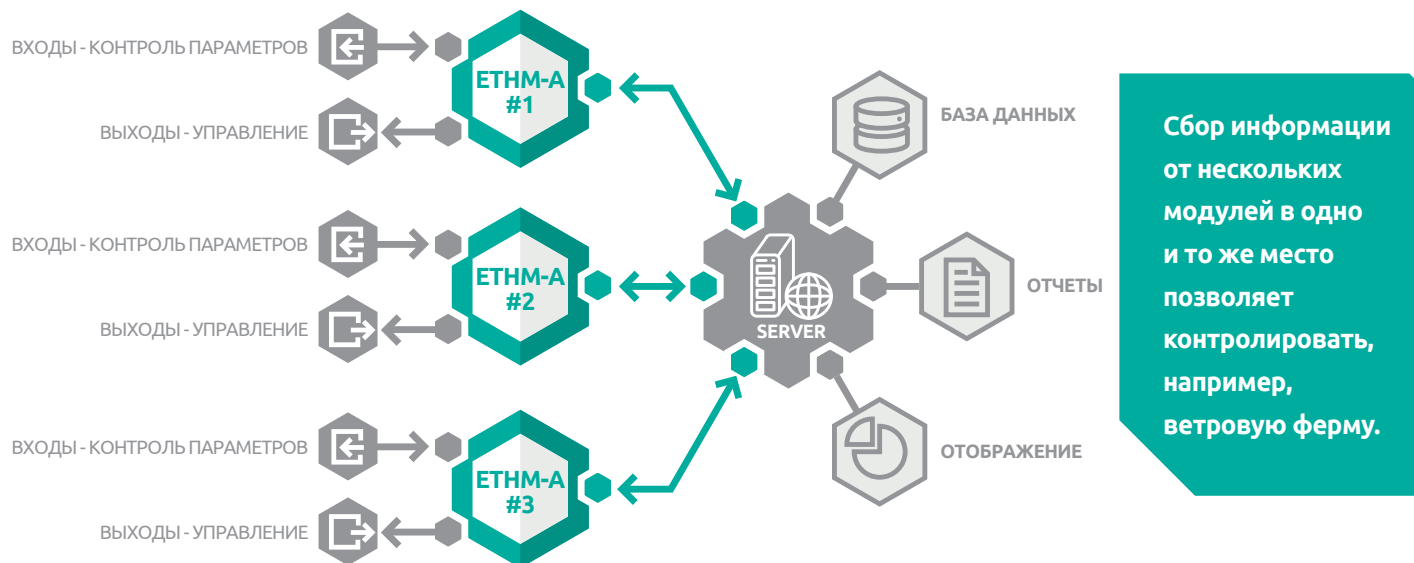 ВХОДЫ - КОНТРОЛЬ ПАРАМЕТРОВ
ВЫХОДЫ - УПРАВЛЕНИЕ
ETHM-A
#1
ВХОДЫ - КОНТРОЛЬ ПАРАМЕТРОВ
ВЫХОДЫ - УПРАВЛЕНИЕ
ETHM-A
#2
ВХОДЫ - КОНТРОЛЬ ПАРАМЕТРОВ
ВЫХОДЫ - УПРАВЛЕНИЕ
ETHM-A
#3
SERVER
БАЗА ДАННЫХ
ОТЧЕТЫ
ОТОБРАЖЕНИЕ
Сбор информации
от нескольких
модулей в одно
и то же место
позволяет
контролировать,
например,
ветровую ферму.